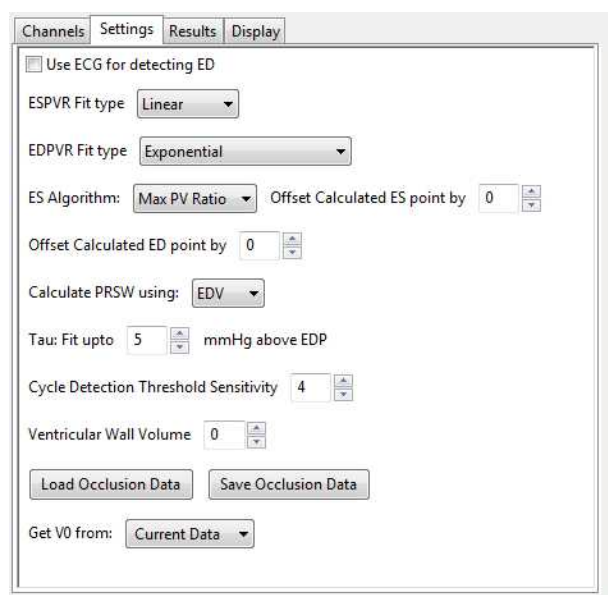 Channels Settings Results Display
Use ECG for detecting ED
ESPVR Fit type Linear
EDPVR Fit type Exponential
ES Algorithm: Max PV Ratio Offset Calculated ES point by 0
Offset Calculated ED point by 0
Calculate PRSW using: EDV
Tau: Fit upto 5 mmHg above EDP
Cycle Detection Threshold Sensitivity 4
Ventricular Wall Volume 0
Load Occlusion Data Save Occlusion Data
Get V0 from: Current Data